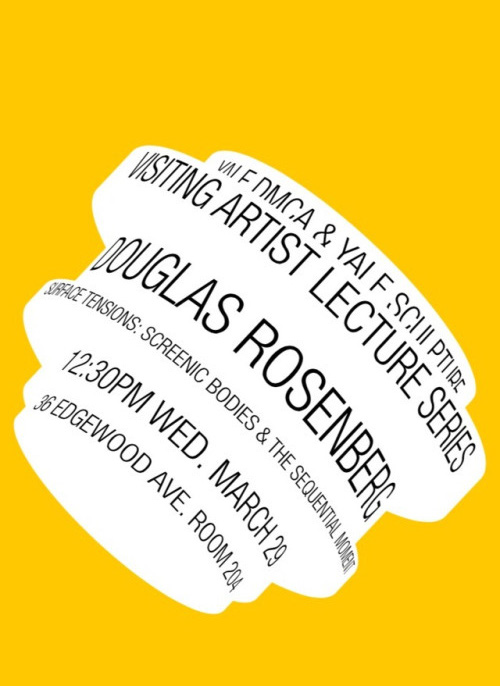 YALE DMCA & YALE SCULPTURE
VISITING ARTIST LECTURE SERIES
DOUGLAS ROSENBERG
SURFACE TENSIONS: SCREENIC BODIES & THE SEQUENTIAL MOMENT
12:30PM WED. MARCH 29
36 EDGEWOOD AVE. ROOM 204